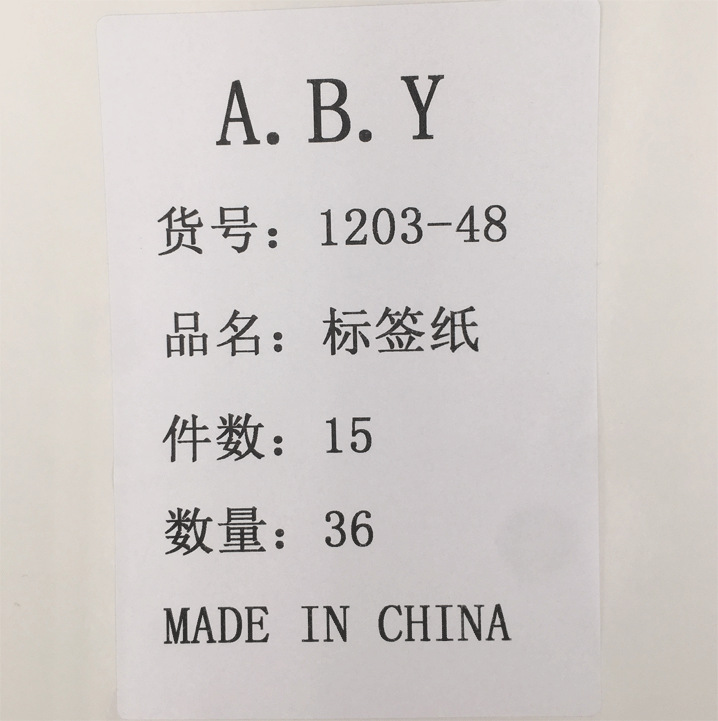 A.B.Y
货号：1203-48
品名：标签纸
件数：15
数量：36
MADE IN CHINA